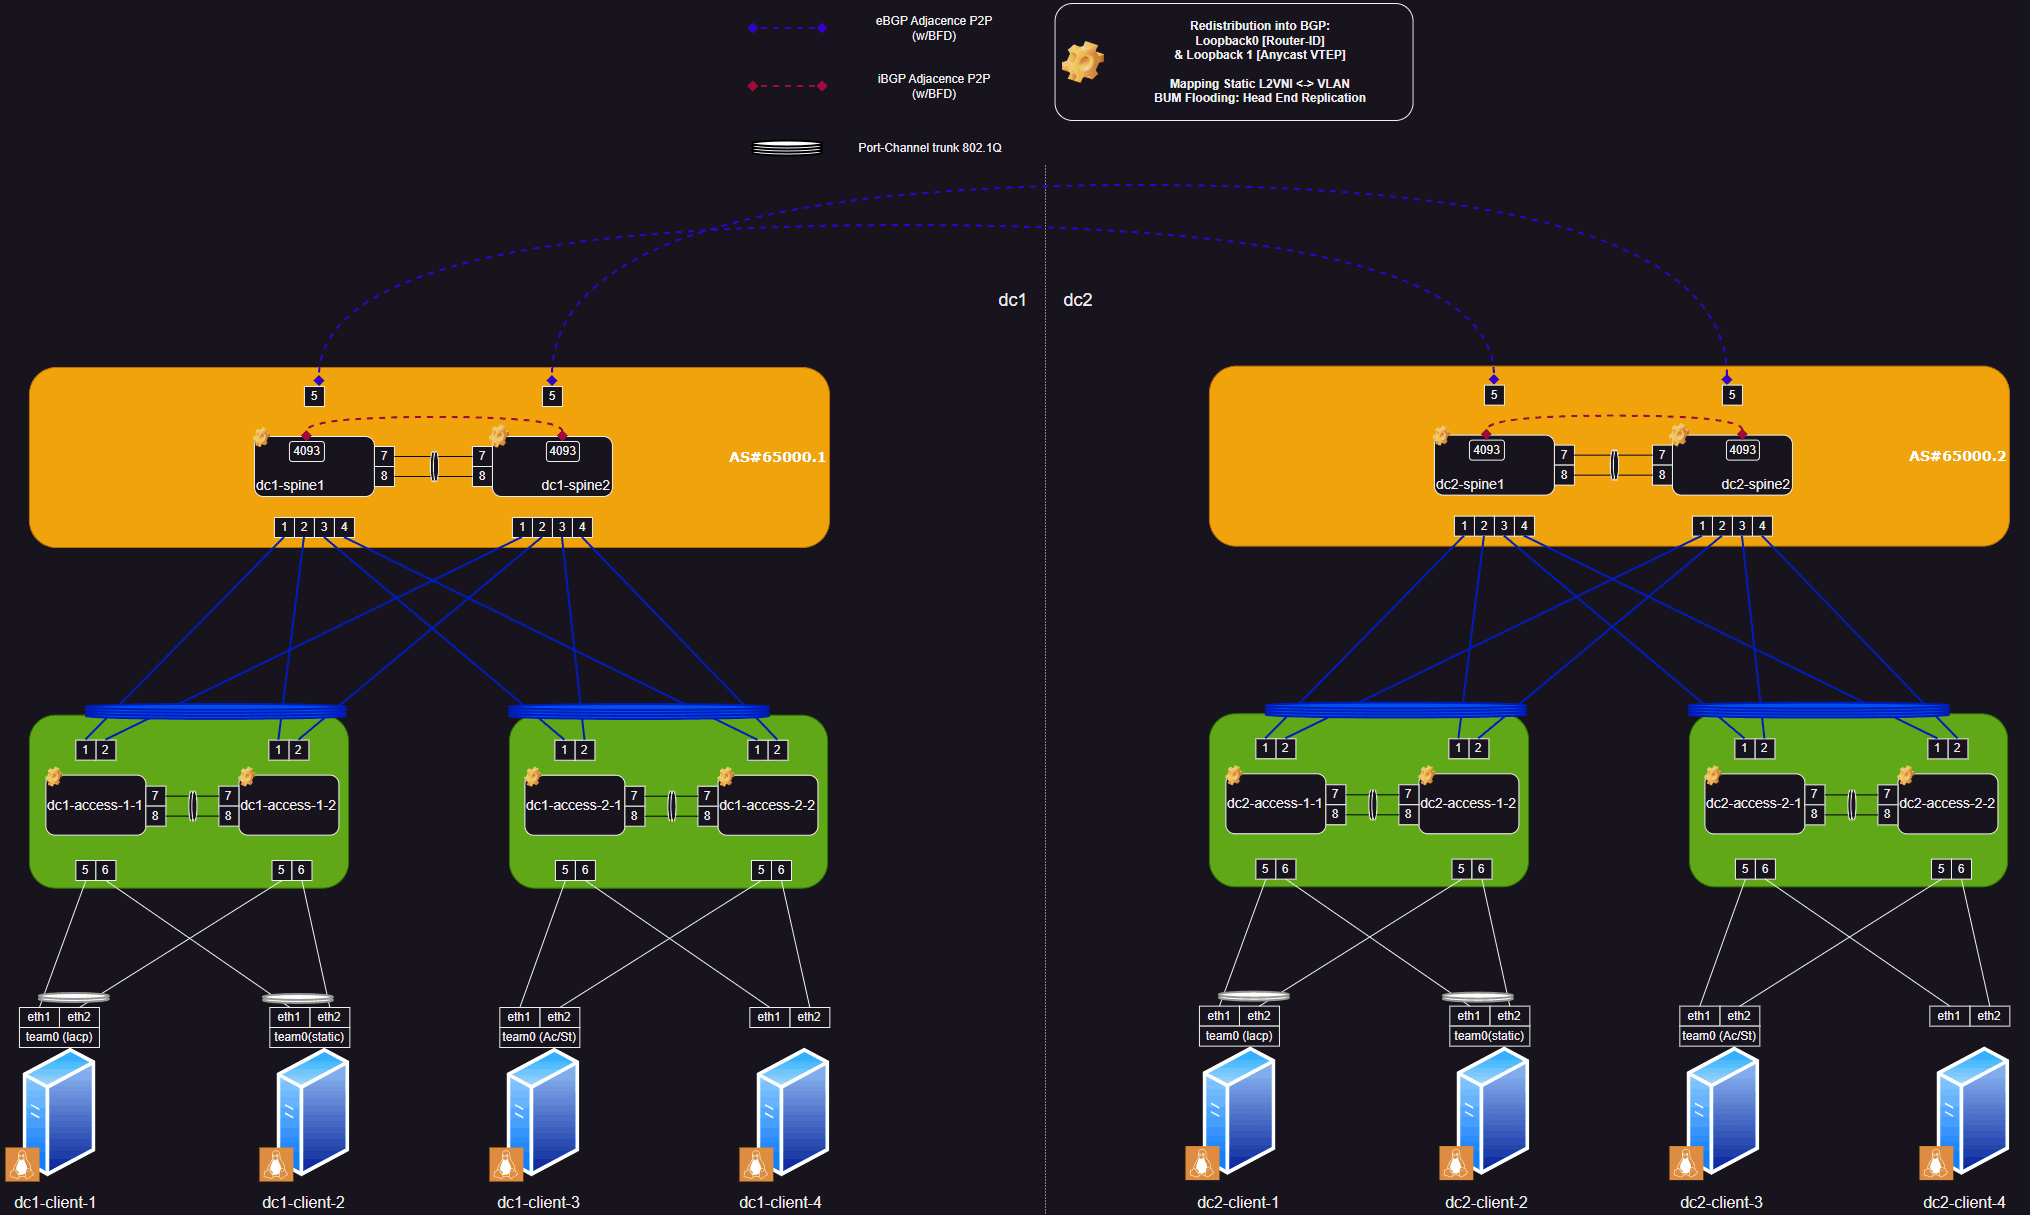 eBGP Adjacence P2P
(w/BFD)
iBGP Adjacence P2P
(w/BFD)
Port-Channel trunk 802.1Q
Redistribution into BGP:
Loopback0 [Router-ID]
& Loopback 1 [Anycast VTEP]
Mapping Static L2VNI <-> VLAN
BUM Flooding: Head End Replication
dc1
dc2
5
5
4093
4093
7
8
7
8
dc1-spine1
dc1-spine2
AS#65000.1
1 2 3 4
1 2 3 4
5
5
4093
4093
7
8
7
8
dc2-spine1
dc2-spine2
AS#65000.2
1 2 3 4
1 2 3 4
1 2
1 2
dc1-access-1-1
7
8
7
8
dc1-access-1-2
5 6
5 6
1 2
1 2
dc1-access-2-1
7
8
7
8
dc1-access-2-2
5 6
5 6
1 2
1 2
dc2-access-1-1
7
8
7
8
dc2-access-1-2
5 6
5 6
1 2
1 2
dc2-access-2-1
7
8
7
8
dc2-access-2-2
5 6
5 6
eth1 eth2
team0 (lacp)
dc1-client-1
eth1 eth2
team0(static)
dc1-client-2
eth1 eth2
team0 (Ac/St)
dc1-client-3
eth1 eth2
dc1-client-4
eth1 eth2
team0 (lacp)
dc2-client-1
eth1 eth2
team0(static)
dc2-client-2
eth1 eth2
team0 (Ac/St)
dc2-client-3
eth1 eth2
dc2-client-4